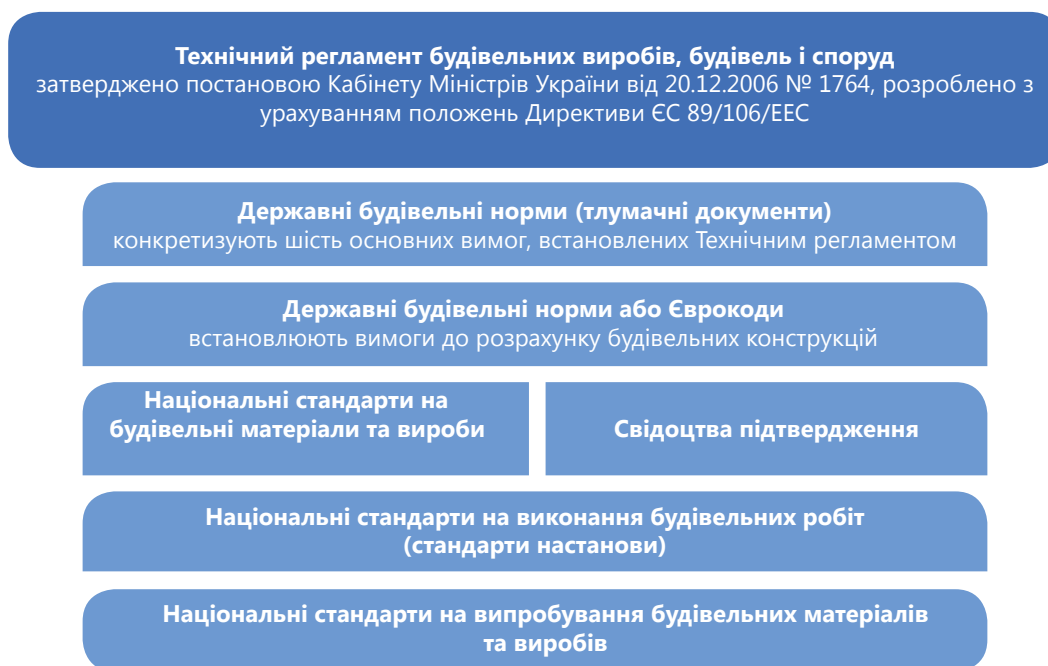 Технічний регламент будівельних виробів, будівель і споруд
затверджено постановою Кабінету Міністрів України від 20.12.2006 № 1764, розроблено з
урахуванням положень Директиви ЄС 89/106/ЕЕС
Державні будівельні норми (тлумачні документи)
конкретизують шість основних вимог, встановлених Технічним регламентом
Державні будівельні норми або Єврокоди
встановлюють вимоги до розрахунку будівельних конструкцій
Національні стандарти на
будівельні матеріали та вироби
Свідоцтва підтвердження
Національні стандарти на виконання будівельних робіт
(стандарти настанови)
Національні стандарти на випробування будівельних матеріалів
та виробів